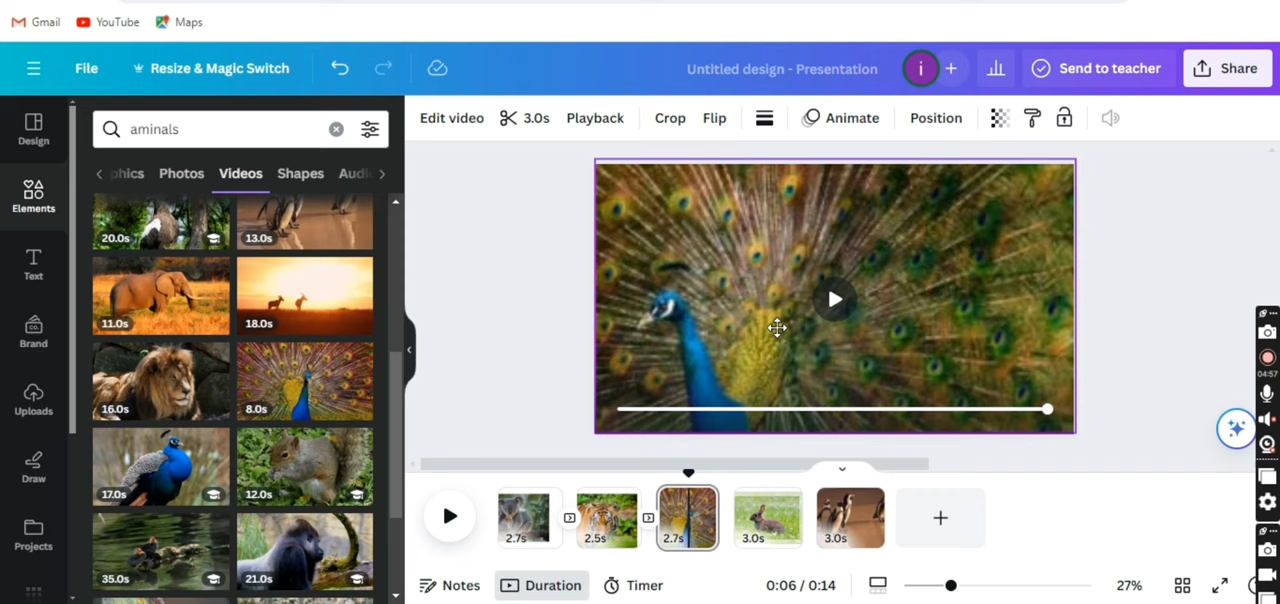 Gmail YouTube Maps
File Resize & Magic Switch Untitled design - Presentation i Send to teacher Share
Design
Elements
Text
CO.
Brand
Uploads
Draw
Projects
aminals
phics Photos Videos Shapes Audi
20.0s 13.0s
11.0s 18.0s
16.0s 8.0s
17.0s 12.0s
35.0s 21.0s
Edit video 3.0s Playback Crop Flip Animate Position
04:57
2.7s 2.5s 2.7s 3.0s 3.0s
Notes Duration Timer 0:06 / 0:14 27%